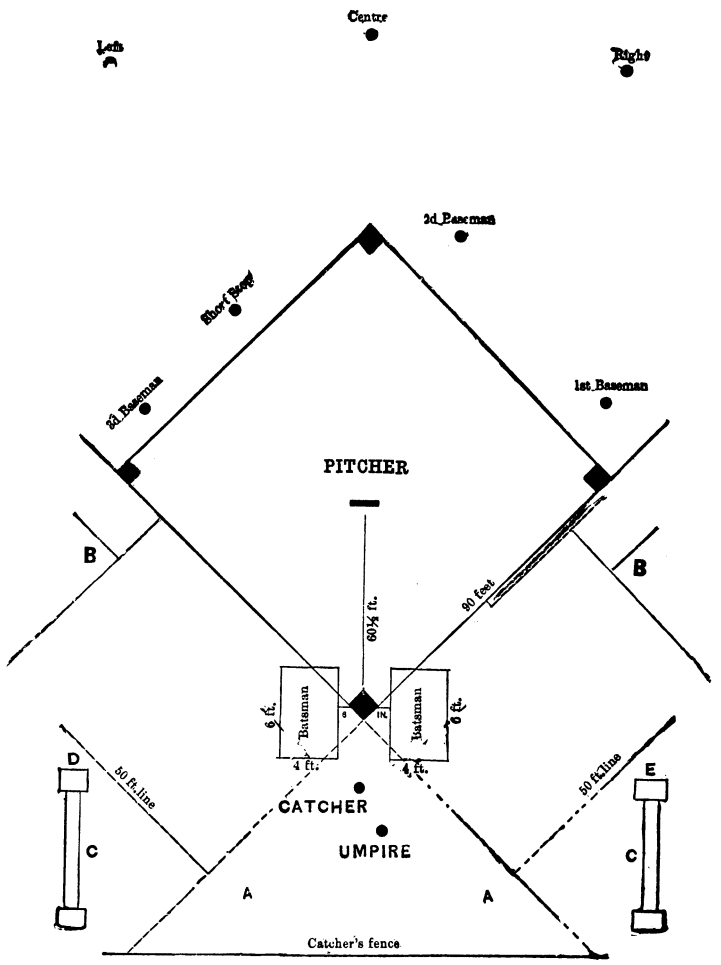 Centre
Left
Right
2d. Baseman
Short Stop
1st. Baseman
3d. Baseman
PITCHER
B
B
90 feet
60½ ft.
Batsman
Batsman
6 ft.
6 ft.
6
IN.
4 ft.
4 ft.
D
E
50 ft. line
50 ft. line
CATCHER
C
C
UMPIRE
A
A
Catcher's fence